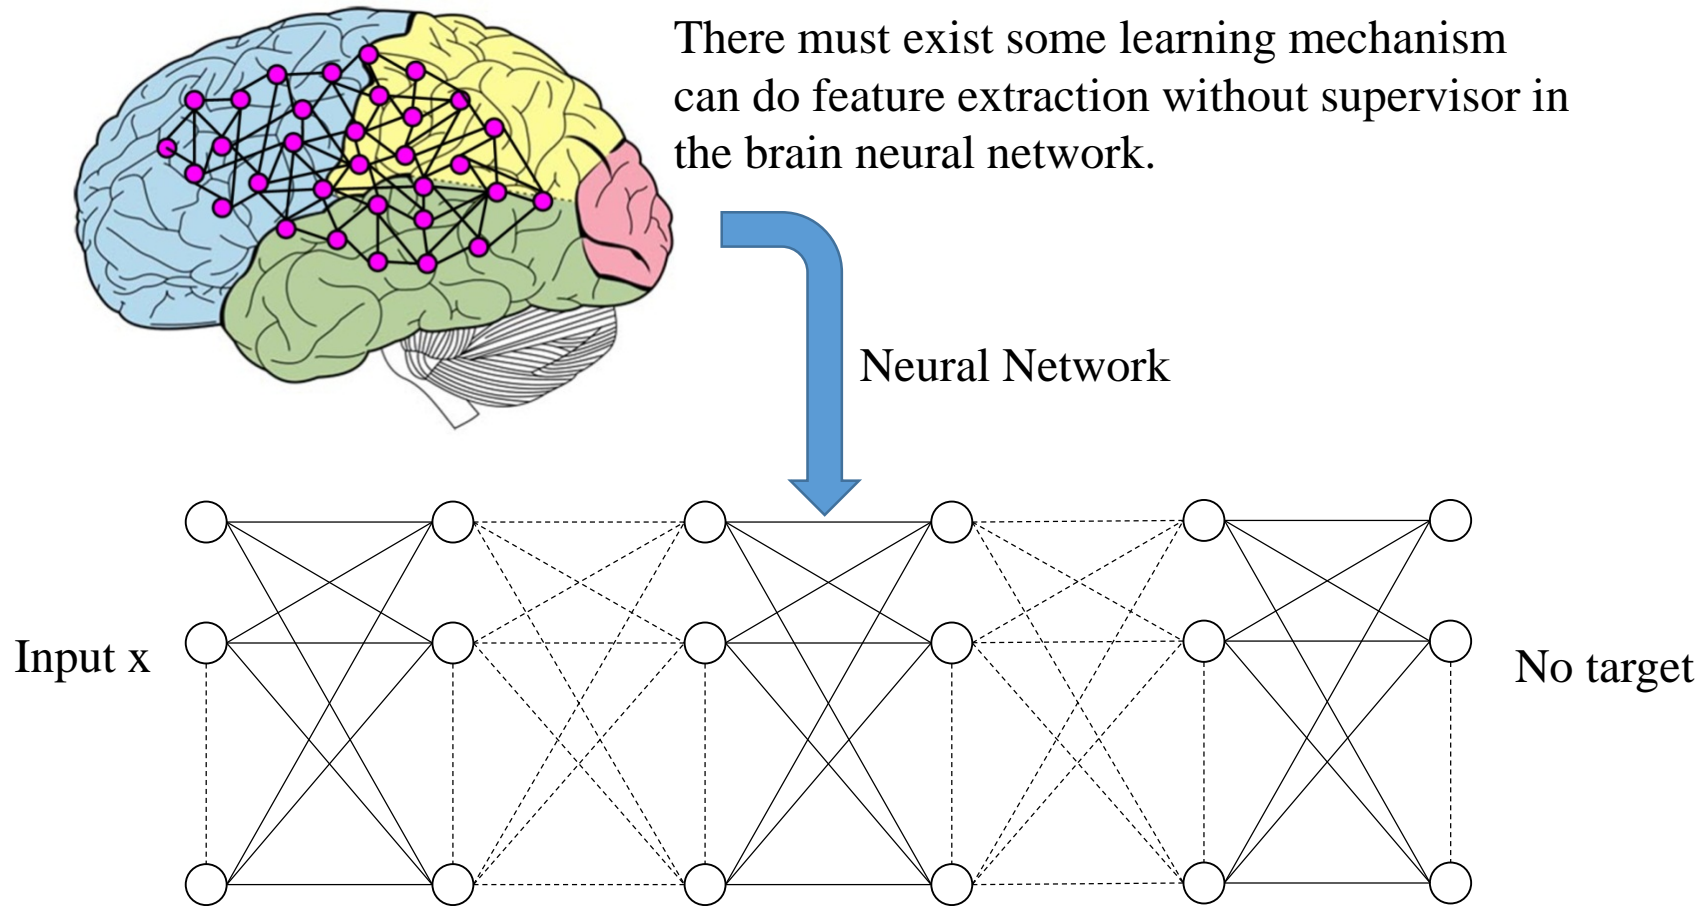 There must exist some learning mechanism
can do feature extraction without supervisor in
the brain neural network.
Neural Network
Input x
No target